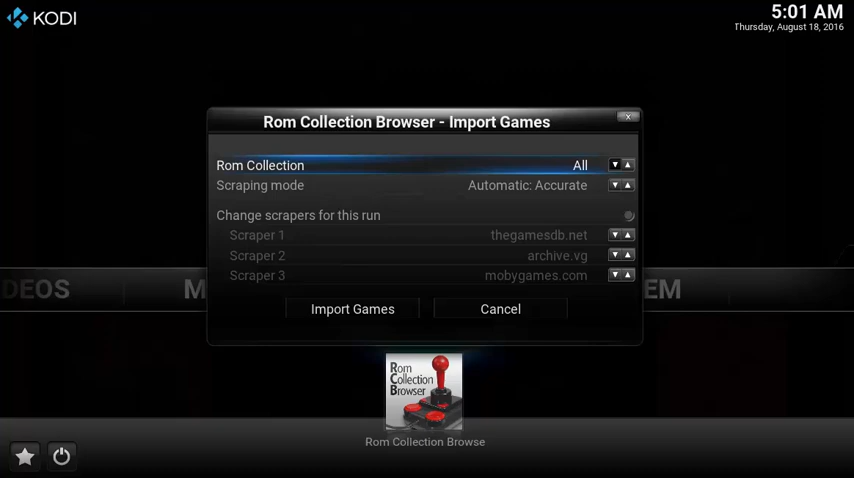 KODI
5:01 AM
Thursday, August 18, 2016
Rom Collection Browser - Import Games
x
Rom Collection All
Scraping mode Automatic: Accurate
Change scrapers for this run
Scraper 1 thegamesdb.net
Scraper 2 archive.vg
Scraper 3 mobygames.com
DEOS M EM
Import Games Cancel
Rom
Collection
Browser
Rom Collection Browse